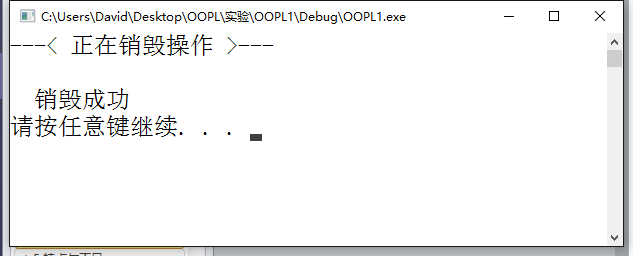 C:\Users\David\Desktop\OOPL\实验\OOPL1\Debug\OOPL1.exe
---< 正在销毁操作 >---
销毁成功
请按任意键继续. . .